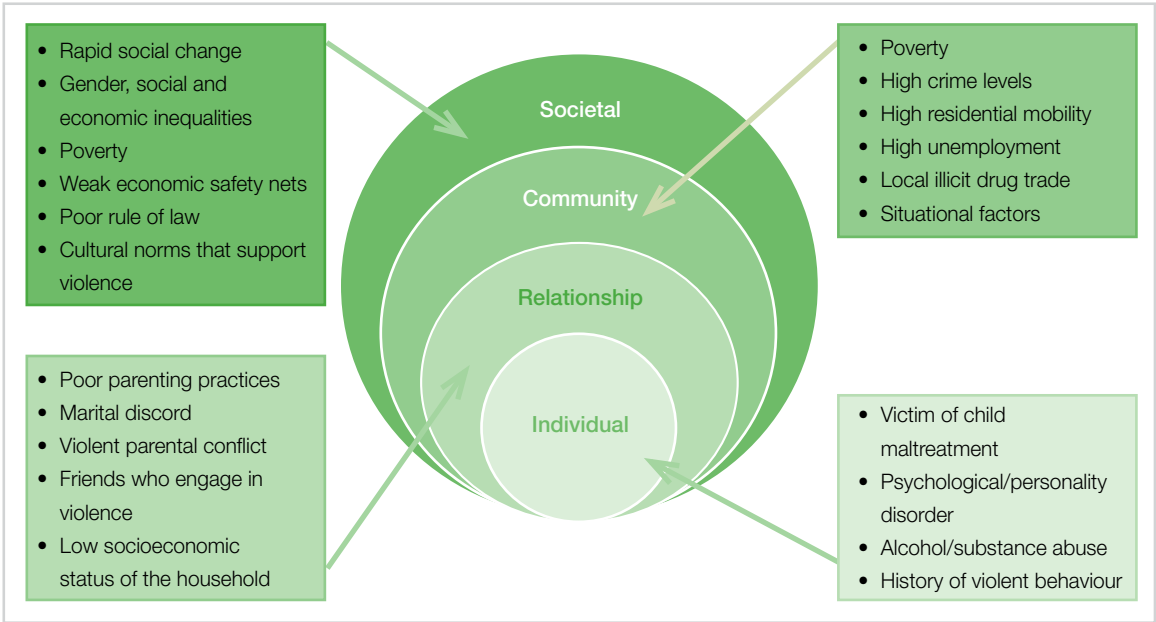 • Rapid social change
• Gender, social and
economic inequalities
• Poverty
• Weak economic safety nets
• Poor rule of law
• Cultural norms that support
violence
Societal
Community
Relationship
Individual
• Poverty
• High crime levels
• High residential mobility
• High unemployment
• Local illicit drug trade
• Situational factors
• Poor parenting practices
• Marital discord
• Violent parental conflict
• Friends who engage in
violence
• Low socioeconomic
status of the household
• Victim of child
maltreatment
• Psychological/personality
disorder
• Alcohol/substance abuse
• History of violent behaviour